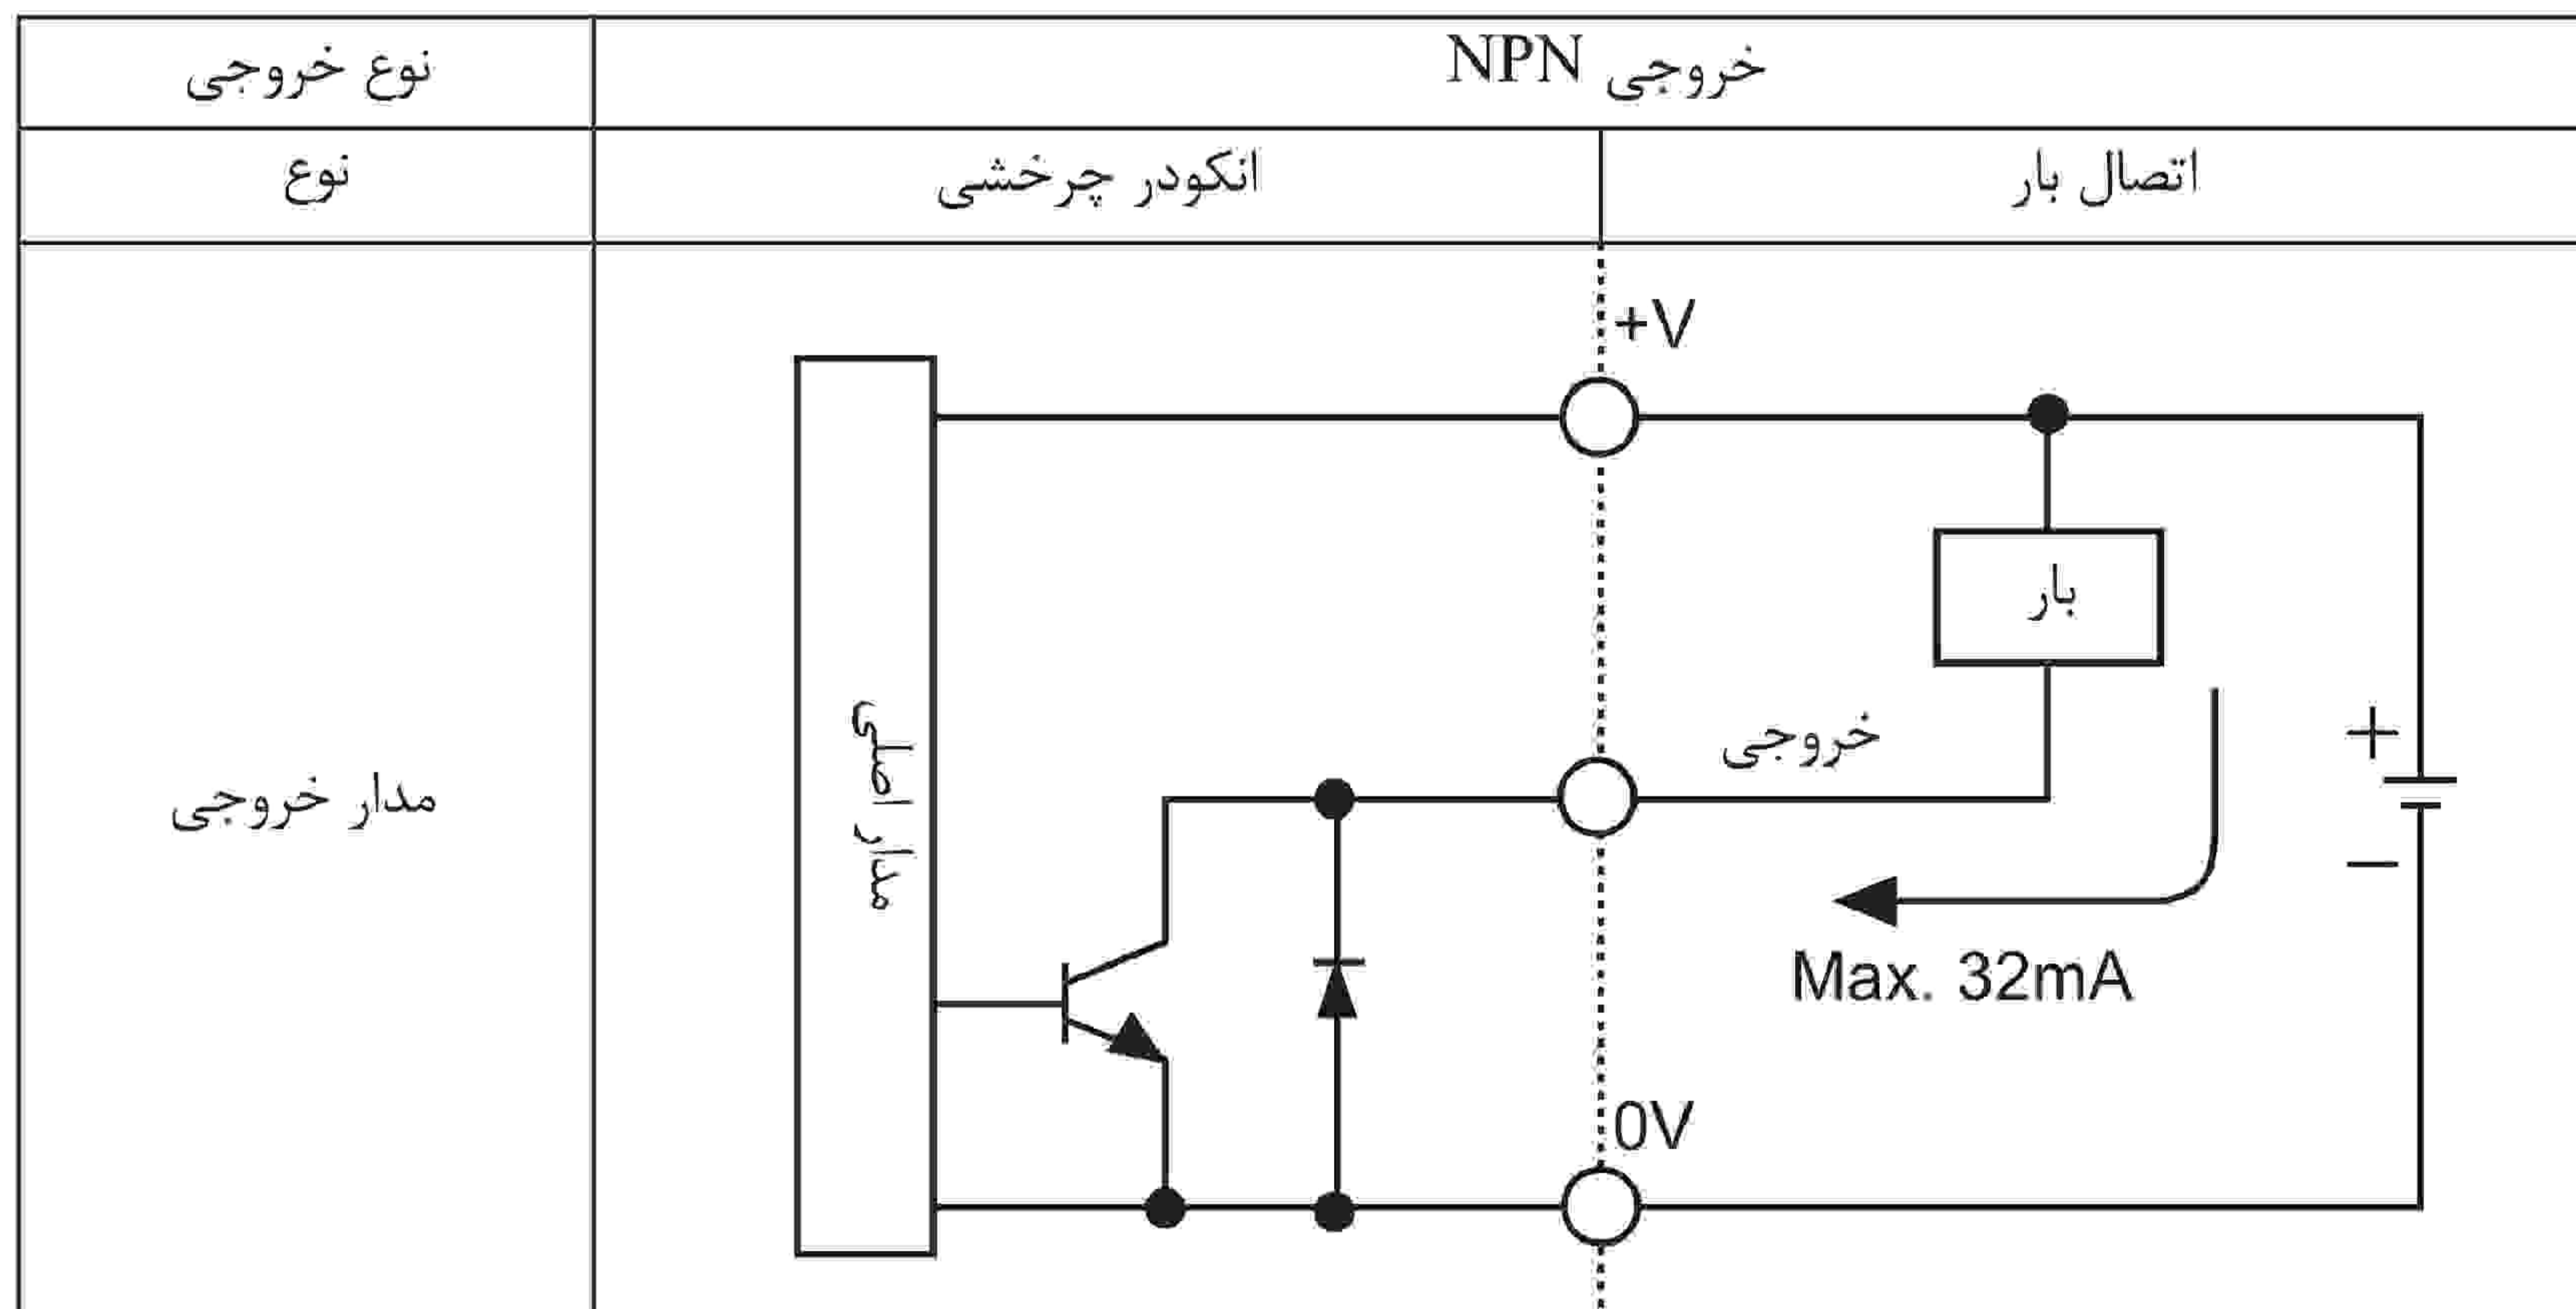 نوع خروجی
خروجی NPN
نوع
انکودر چرخشی
اتصال بار
+V
بار
مدار اصلی
خروجی
+
مدار خروجی
−
Max. 32mA
0V